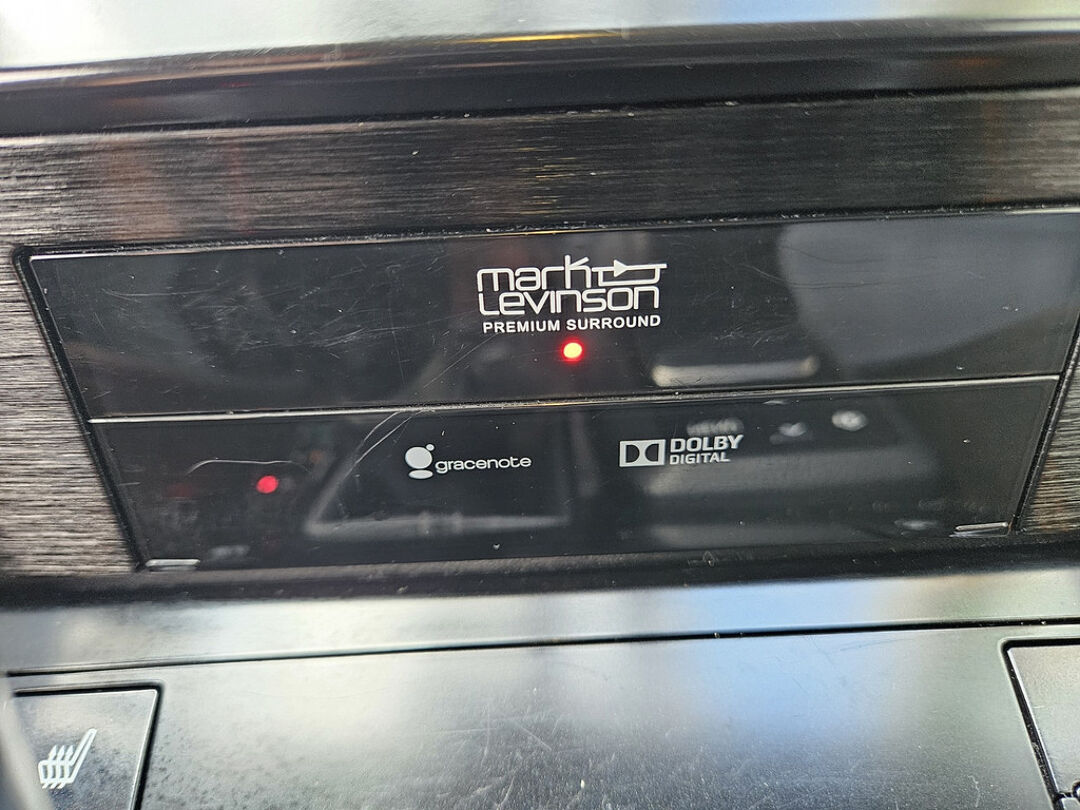 mark
Levinson
PREMIUM SURROUND
gracenote
DOLBY
DIGITAL